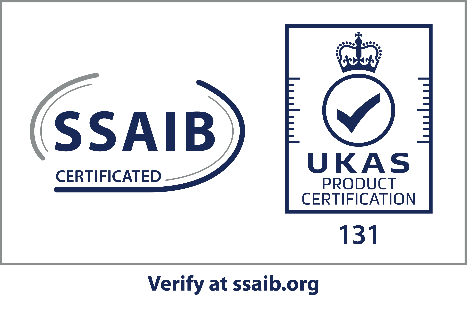 SSAIB
CERTIFICATED
UKAS
PRODUCT
CERTIFICATION
131
Verify at ssaib.org